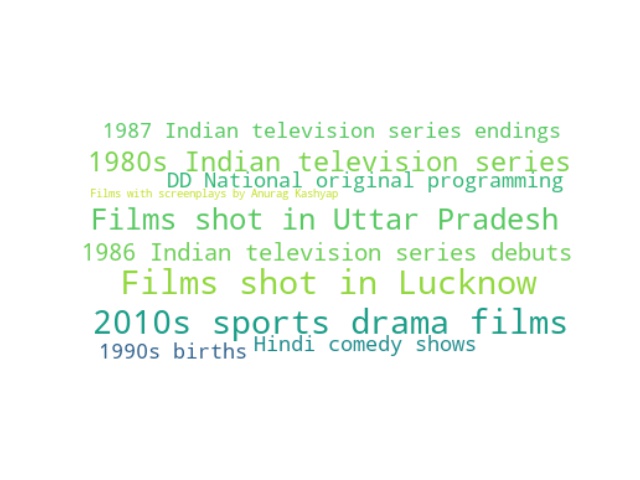 1987 Indian television series endings
1980s Indian television series
DD National original programming
Films with screenplays by Anurag Kashyap
Films shot in Uttar Pradesh
1986 Indian television series debuts
Films shot in Lucknow
2010s sports drama films
Hindi comedy shows
1990s births